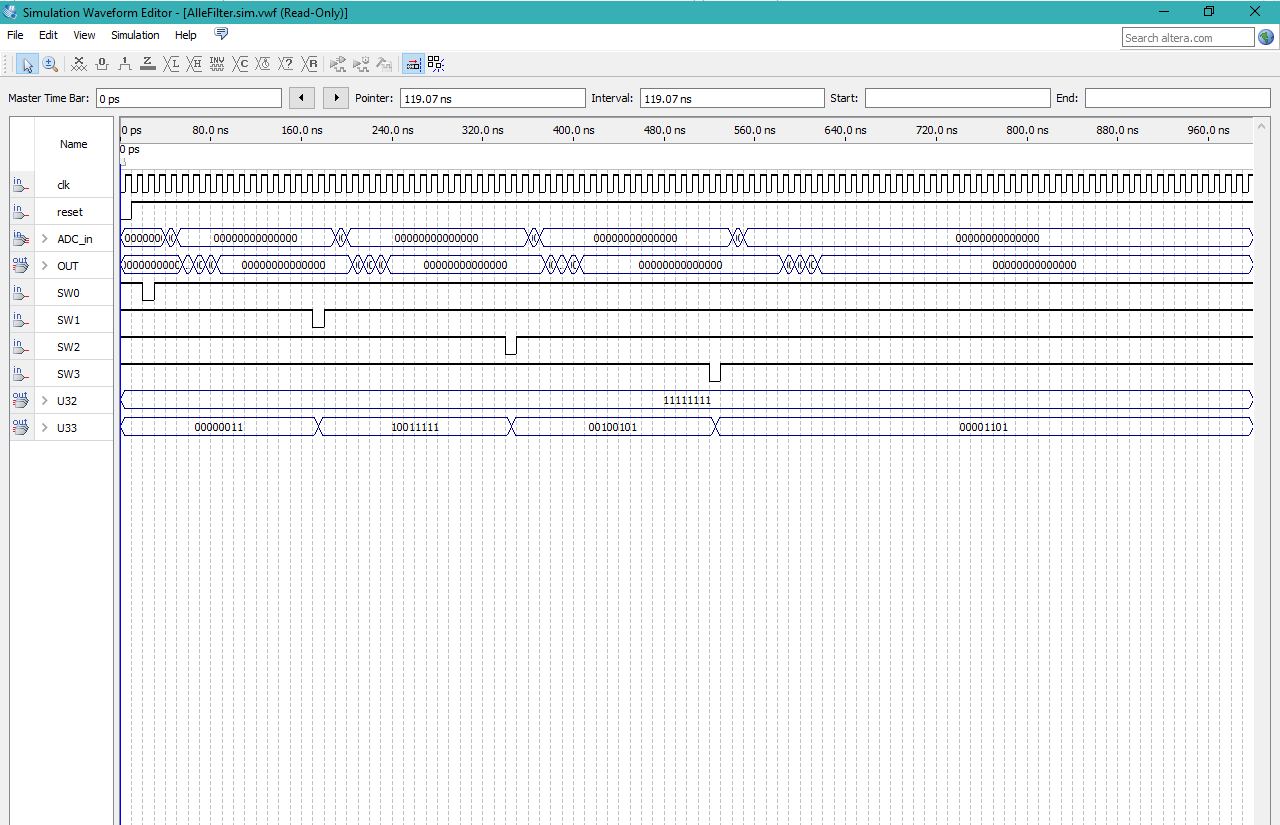 Simulation Waveform Editor - [AlleFilter.sim.vwf (Read-Only)]
File Edit View Simulation Help
Search altera.com
Master Time Bar: 0 ps Pointer: 119.07 ns Interval: 119.07 ns Start: End:
Name
0 ps 80.0 ns 160.0 ns 240.0 ns 320.0 ns 400.0 ns 480.0 ns 560.0 ns 640.0 ns 720.0 ns 800.0 ns 880.0 ns 960.0 ns
0 ps
in clk
in reset
in ADC_in 00000000000000 00000000000000 00000000000000 00000000000000
out OUT 00000000000000 00000000000000 00000000000000 00000000000000
in SW0
in SW1
in SW2
in SW3
out U32 11111111
out U33 00000011 10011111 00100101 00001101